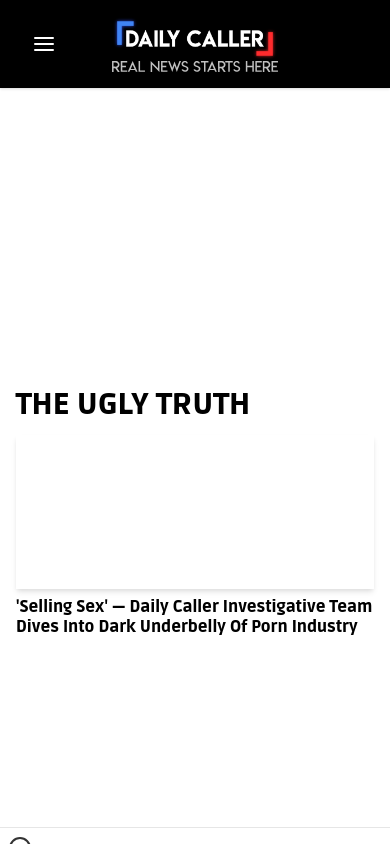 DAILY CALLER
REAL NEWS STARTS HERE
THE UGLY TRUTH
'Selling Sex' — Daily Caller Investigative Team
Dives Into Dark Underbelly Of Porn Industry